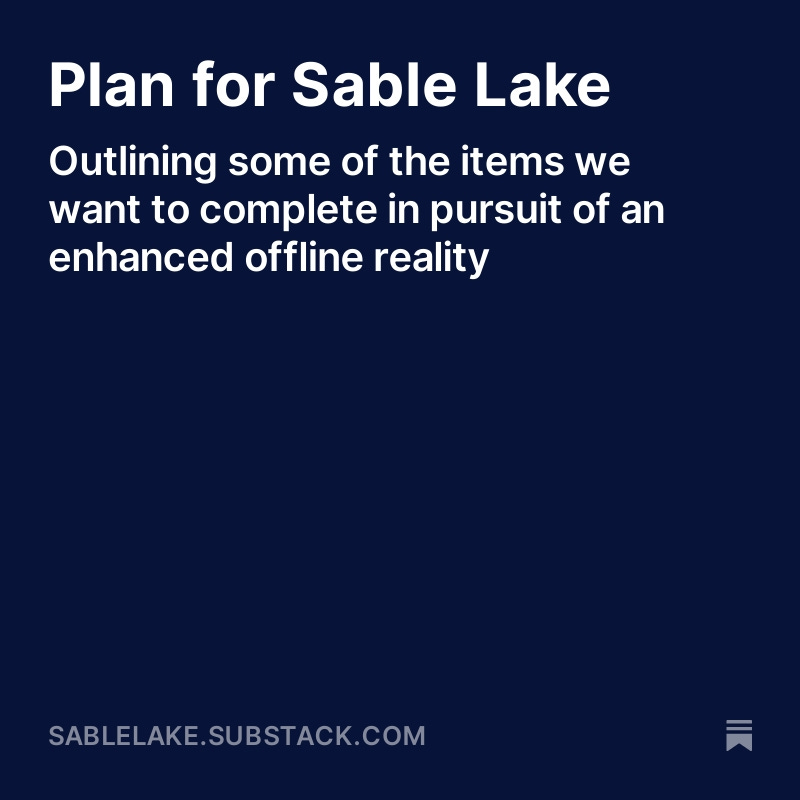 Plan for Sable Lake
Outlining some of the items we
want to complete in pursuit of an
enhanced offline reality
SABLELAKE.SUBSTACK.COM